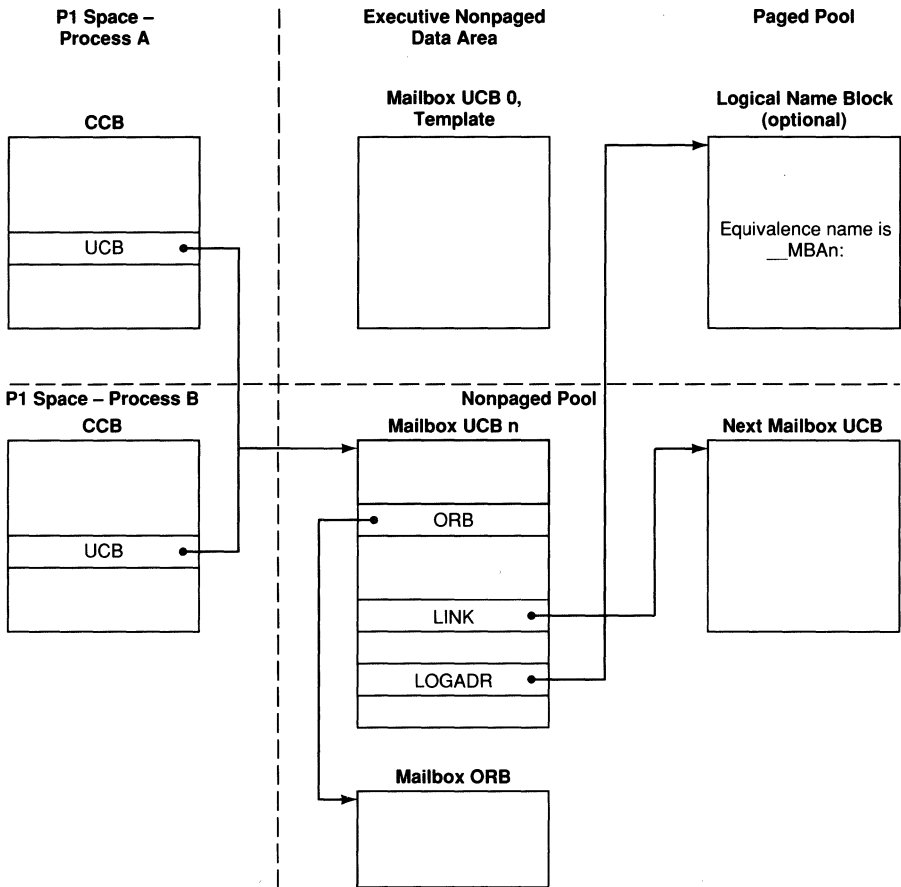 P1 Space –
Process A
Executive Nonpaged
Data Area
Paged Pool
CCB
Mailbox UCB 0,
Template
Logical Name Block
(optional)
UCB
Equivalence name is
__MBAn:
P1 Space – Process B
Nonpaged Pool
CCB
Mailbox UCB n
Next Mailbox UCB
ORB
UCB
LINK
LOGADR
Mailbox ORB